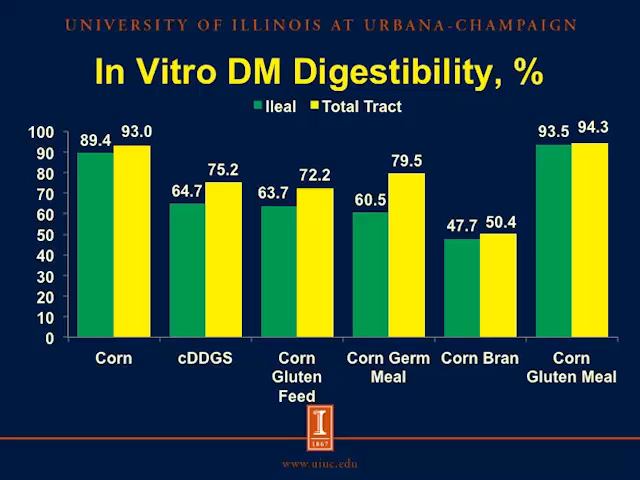 UNIVERSITY OF ILLINOIS AT URBANA-CHAMPAIGN
In Vitro DM Digestibility, %
Ileal Total Tract
100
90
80
70
60
50
40
30
20
10
0
89.4 93.0
64.7 75.2
63.7 72.2
60.5 79.5
47.7 50.4
93.5 94.3
Corn
cDDGS
Corn
Gluten
Feed
Corn Germ
Meal
Corn Bran
Corn
Gluten Meal
I
1867
www.uiuc.edu